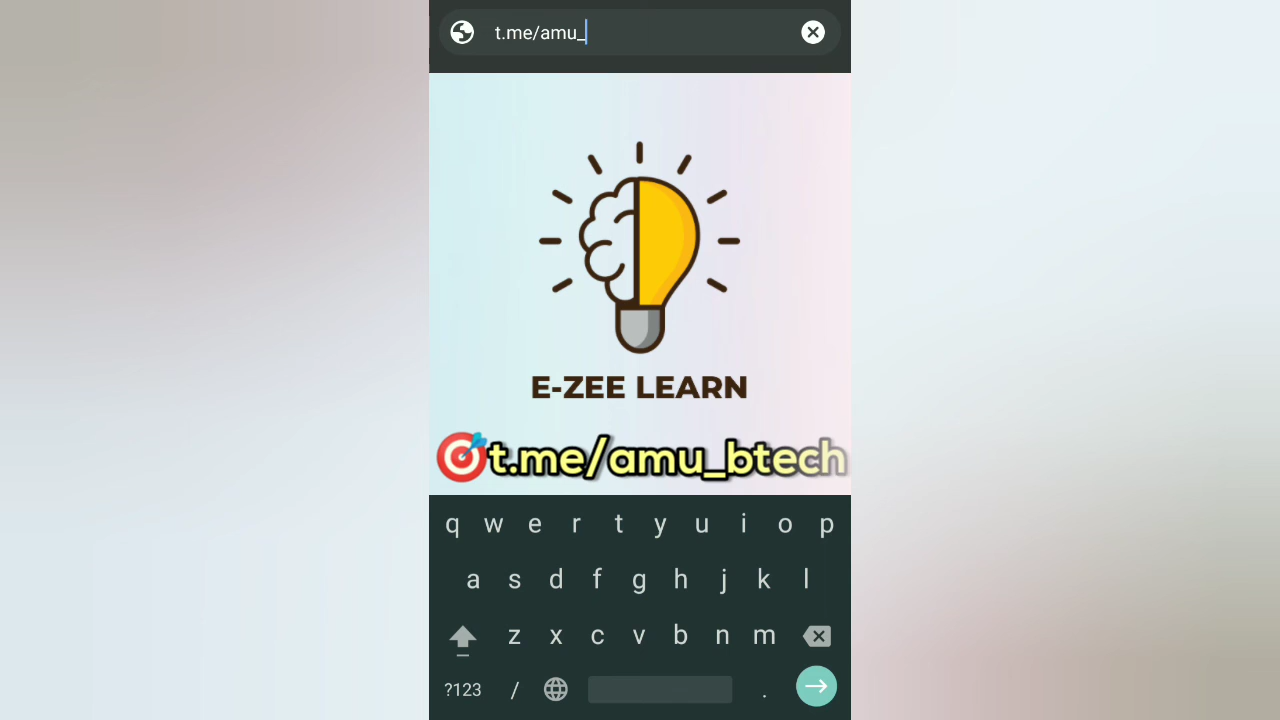 t.me/amu_
E-ZEE LEARN
t.me/amu_btech
q w e r t y u i o p
a s d f g h j k l
z x c v b n m
?123 / .